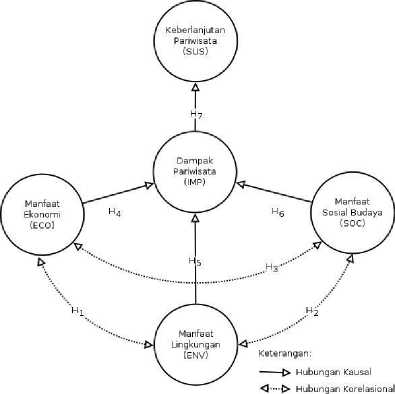 Keberlanjutan
Pariwisata
(SUS)
H7
Dampak
Pariwisata
(IMP)
Manfaat
Ekonomi
(ECO)
Manfaat
Sosial Budaya
(SOC)
H4
H6
H5
H3
H1
H2
Manfaat
Lingkungan
(ENV)
Keterangan:
Hubungan Kausal
Hubungan Korelasional